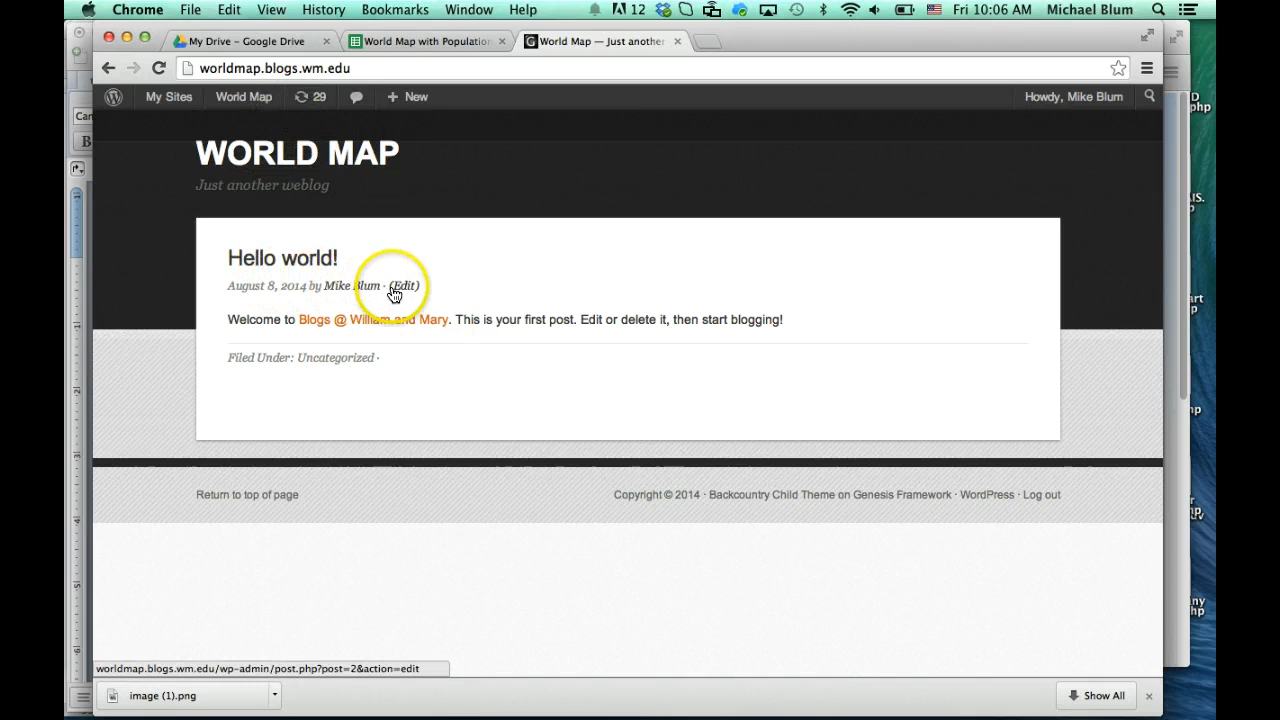 Chrome File Edit View History Bookmarks Window Help 12 Fri 10:06 AM Michael Blum
My Drive – Google Drive World Map with Population World Map — Just another
worldmap.blogs.wm.edu
My Sites World Map 29 + New Howdy, Mike Blum
WORLD MAP
Just another weblog
Hello world!
August 8, 2014 by Mike Blum · (Edit)
Welcome to Blogs @ William and Mary. This is your first post. Edit or delete it, then start blogging!
Filed Under: Uncategorized ·
Return to top of page
Copyright © 2014 · Backcountry Child Theme on Genesis Framework · WordPress · Log out
worldmap.blogs.wm.edu/wp-admin/post.php?post=2&action=edit
image (1).png Show All